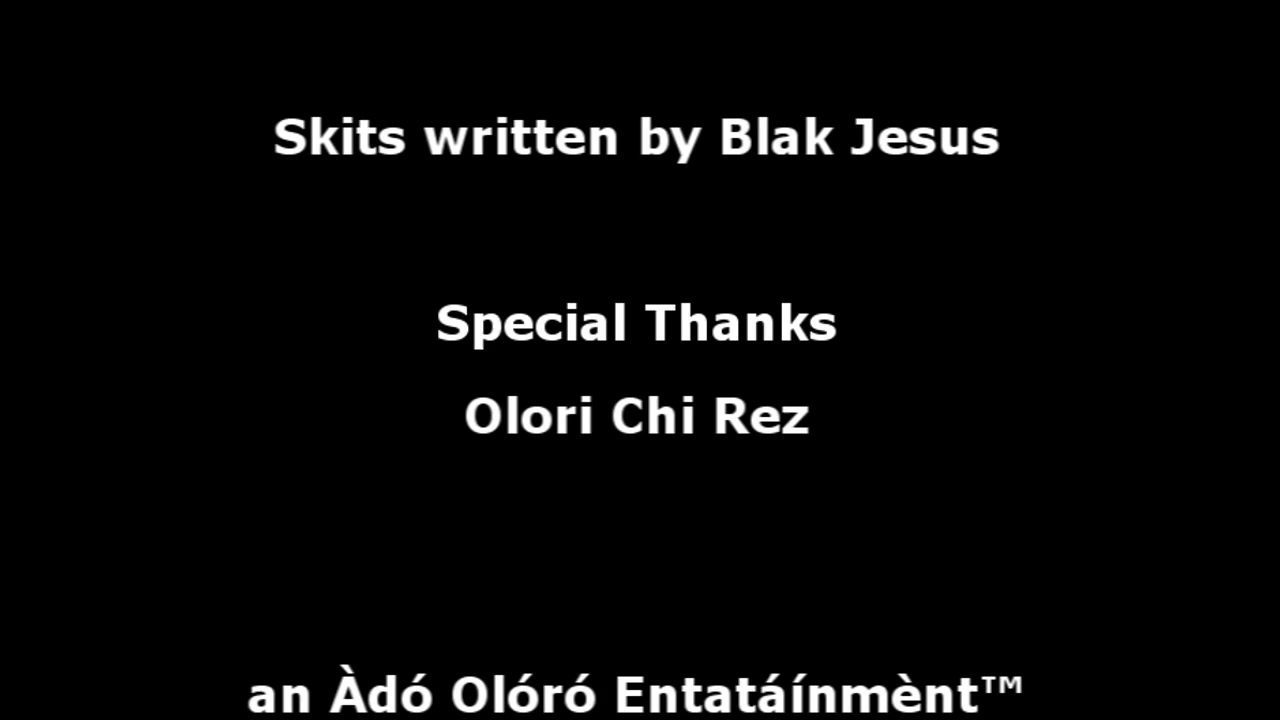 Skits written by Blak Jesus
Special Thanks
Olori Chi Rez
an Àdó Olóró Entatáínmènt™